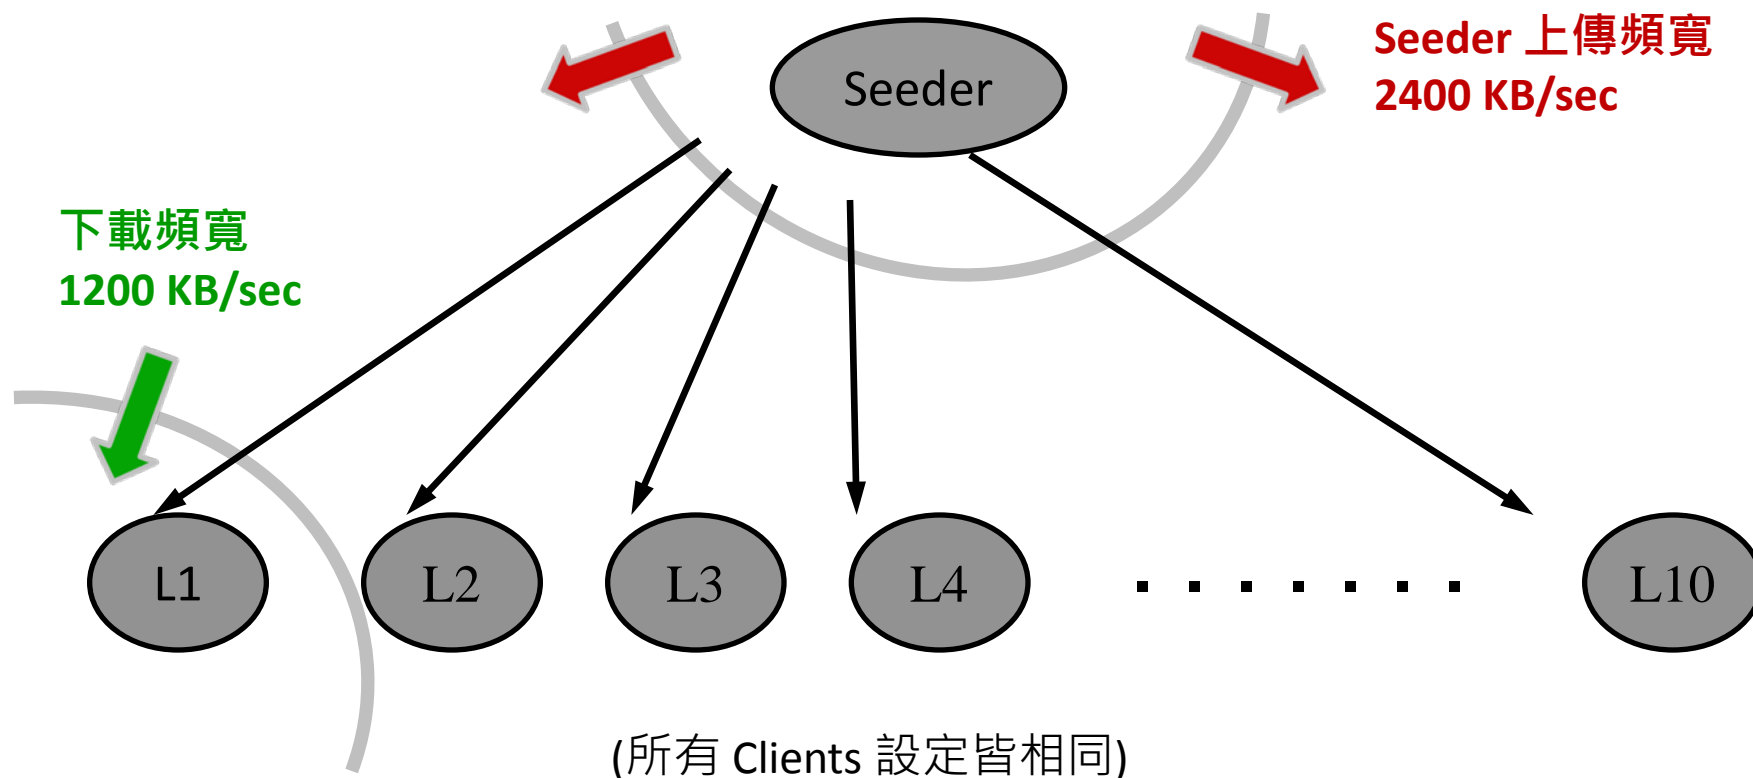 Seeder
Seeder 上傳頻寬
2400 KB/sec
下載頻寬
1200 KB/sec
L1
L2
L3
L4
L10
(所有 Clients 設定皆相同)